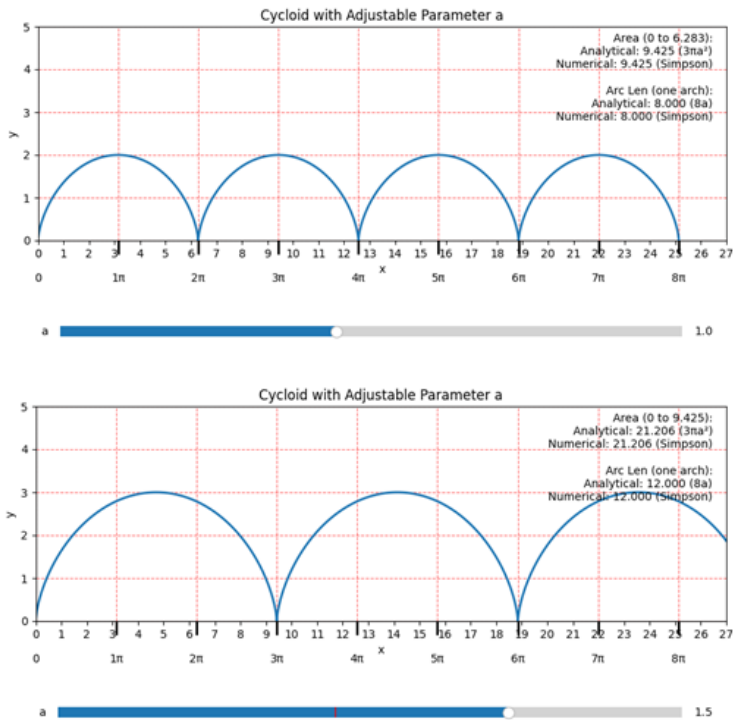 Cycloid with Adjustable Parameter a
5
Area (0 to 6.283):
Analytical: 9.425 (3πa²)
Numerical: 9.425 (Simpson)
4
Arc Len (one arch):
Analytical: 8.000 (8a)
Numerical: 8.000 (Simpson)
3
y
2
1
0
0 1 2 3 4 5 6 7 8 9 10 11 12 13 14 15 16 17 18 19 20 21 22 23 24 25 26 27
x
0 1π 2π 3π 4π 5π 6π 7π 8π
a 1.0
Cycloid with Adjustable Parameter a
5
Area (0 to 9.425):
Analytical: 21.206 (3πa²)
Numerical: 21.206 (Simpson)
4
Arc Len (one arch):
Analytical: 12.000 (8a)
Numerical: 12.000 (Simpson)
3
y
2
1
0
0 1 2 3 4 5 6 7 8 9 10 11 12 13 14 15 16 17 18 19 20 21 22 23 24 25 26 27
x
0 1π 2π 3π 4π 5π 6π 7π 8π
a 1.5